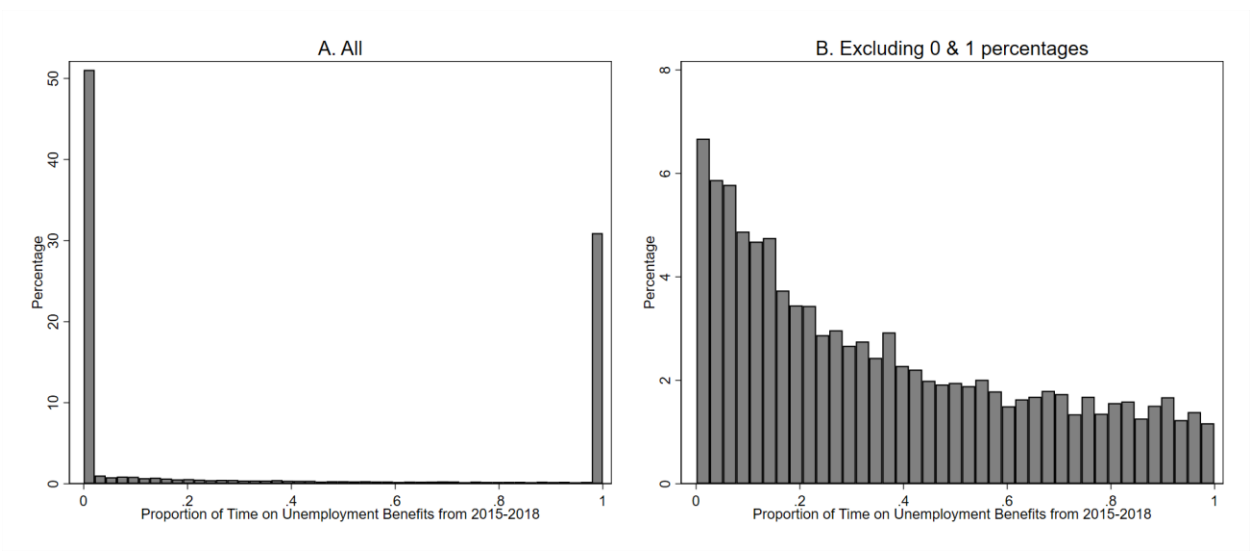 A. All
50
40
30
20
10
0
Percentage
0 .2 .4 .6 .8 1
Proportion of Time on Unemployment Benefits from 2015-2018
B. Excluding 0 & 1 percentages
8
6
4
2
0
Percentage
0 .2 .4 .6 .8 1
Proportion of Time on Unemployment Benefits from 2015-2018